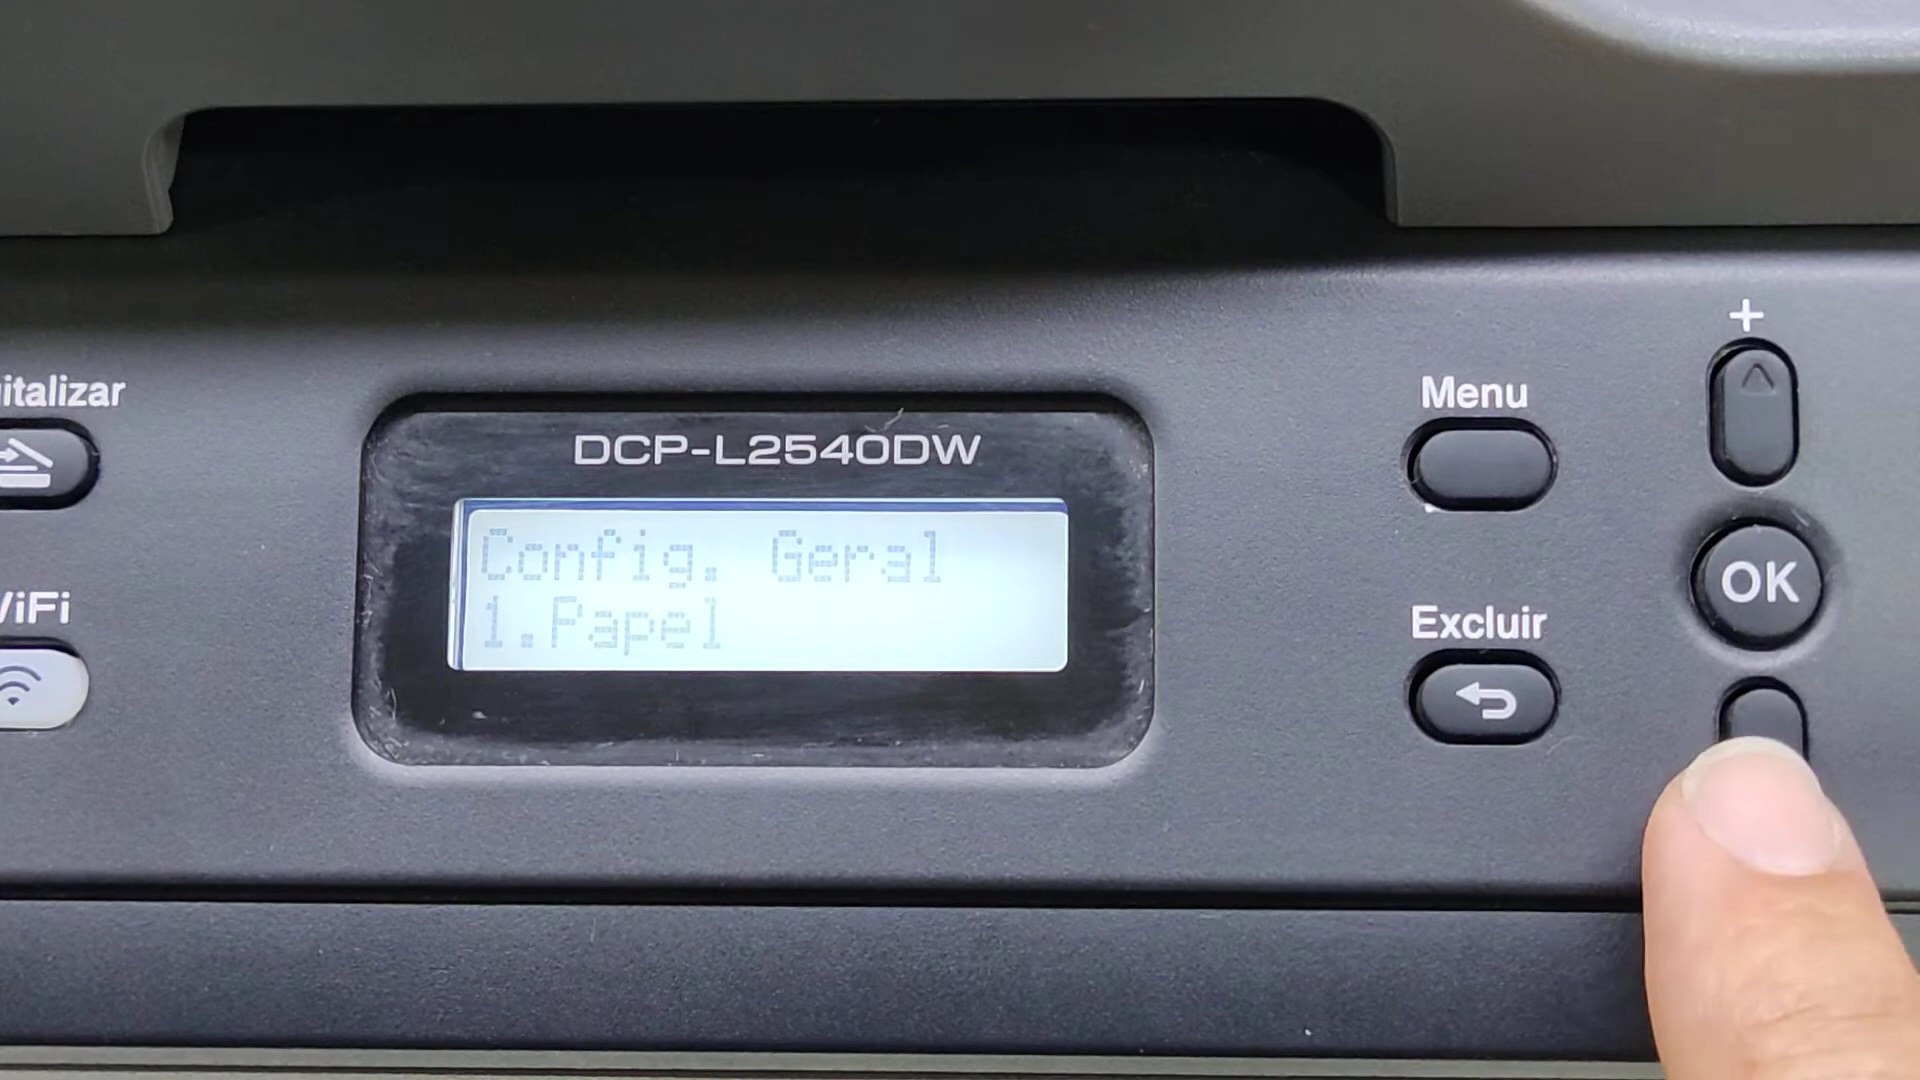 +
italizar
Menu
DCP-L2540DW
Config. Geral
1.Papel
OK
iFi
Excluir